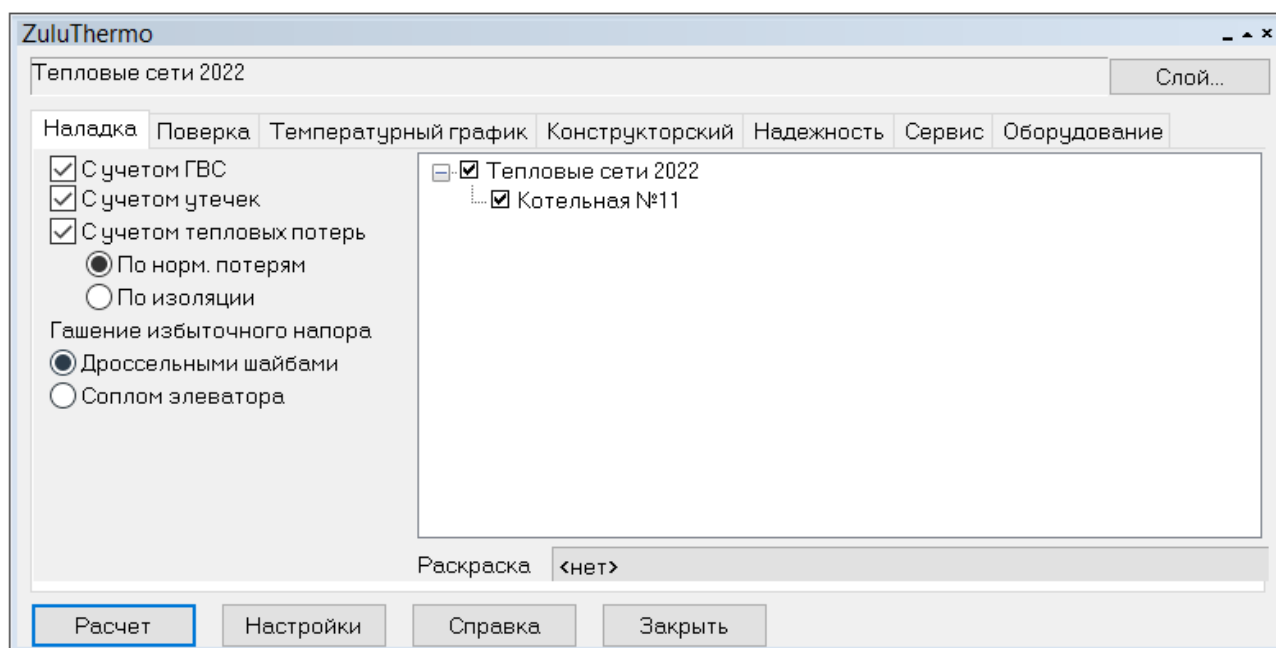 ZuluThermo
Тепловые сети 2022
Слой...
Наладка Поверка Температурный график Конструкторский Надежность Сервис Оборудование
С учетом ГВС
С учетом утечек
С учетом тепловых потерь
По норм. потерям
По изоляции
Гашение избыточного напора
Дроссельными шайбами
Соплом элеватора
Тепловые сети 2022
Котельная №11
Раскраска <нет>
Расчет Настройки Справка Закрыть